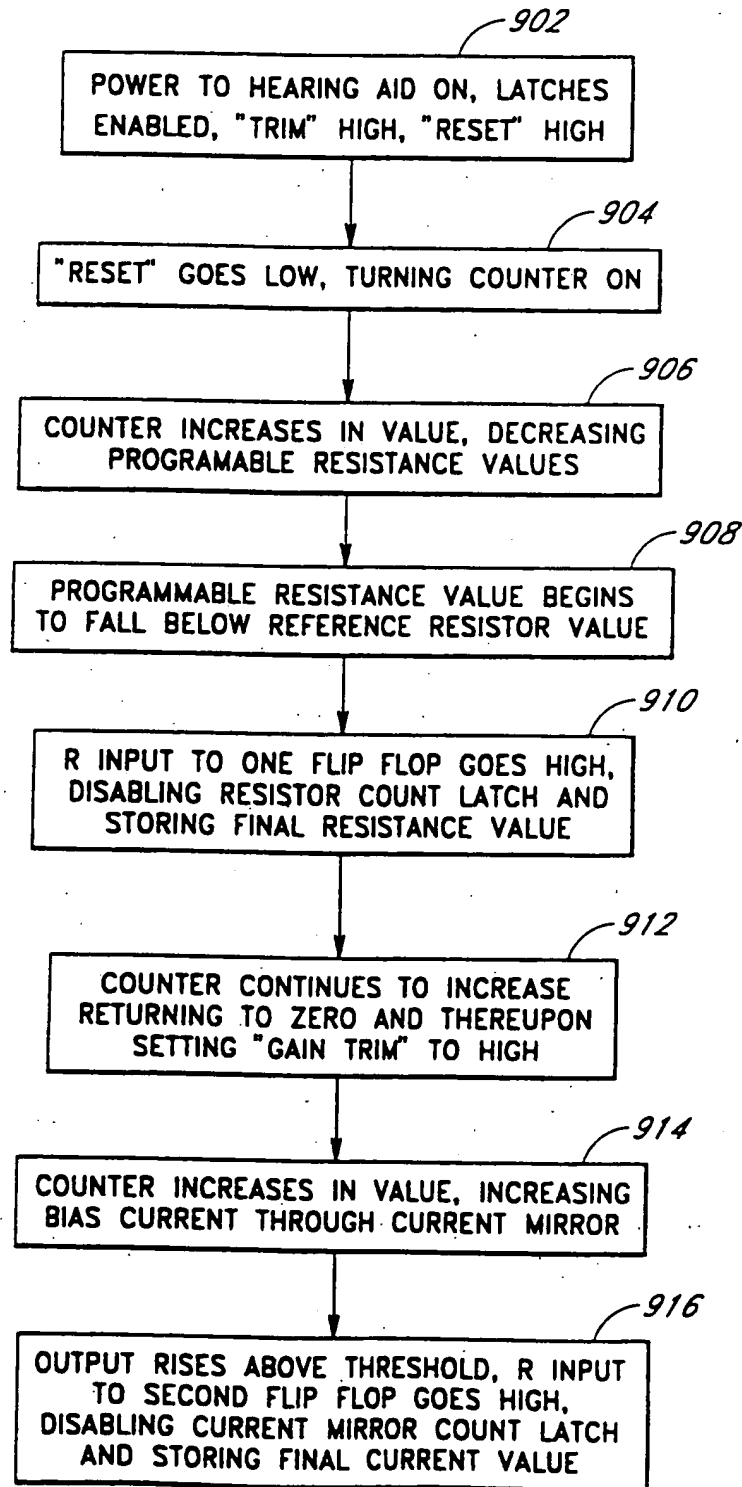 902
POWER TO HEARING AID ON, LATCHES
ENABLED, "TRIM" HIGH, "RESET" HIGH
904
"RESET" GOES LOW, TURNING COUNTER ON
906
COUNTER INCREASES IN VALUE, DECREASING
PROGRAMABLE RESISTANCE VALUES
908
PROGRAMMABLE RESISTANCE VALUE BEGINS
TO FALL BELOW REFERENCE RESISTOR VALUE
910
R INPUT TO ONE FLIP FLOP GOES HIGH,
DISABLING RESISTOR COUNT LATCH AND
STORING FINAL RESISTANCE VALUE
912
COUNTER CONTINUES TO INCREASE
RETURNING TO ZERO AND THEREUPON
SETTING "GAIN TRIM" TO HIGH
914
COUNTER INCREASES IN VALUE, INCREASING
BIAS CURRENT THROUGH CURRENT MIRROR
916
OUTPUT RISES ABOVE THRESHOLD, R INPUT
TO SECOND FLIP FLOP GOES HIGH,
DISABLING CURRENT MIRROR COUNT LATCH
AND STORING FINAL CURRENT VALUE